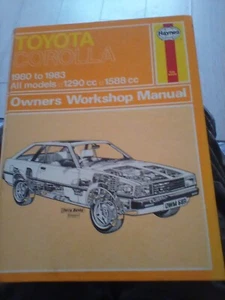 TOYOTA
COROLLA
Haynes
1980 to 1983
All models 1290 cc 1588 cc
Owners Workshop Manual